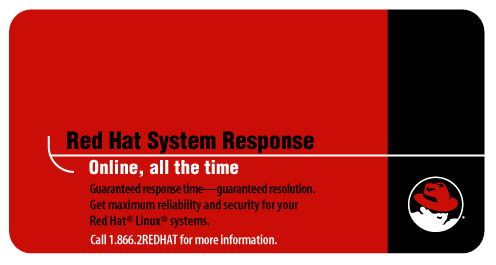 Red Hat System Response
Online, all the time
Guaranteed response time—guaranteed resolution.
Get maximum reliability and security for your
Red Hat® Linux® systems.
Call 1.866.2REDHAT for more information.